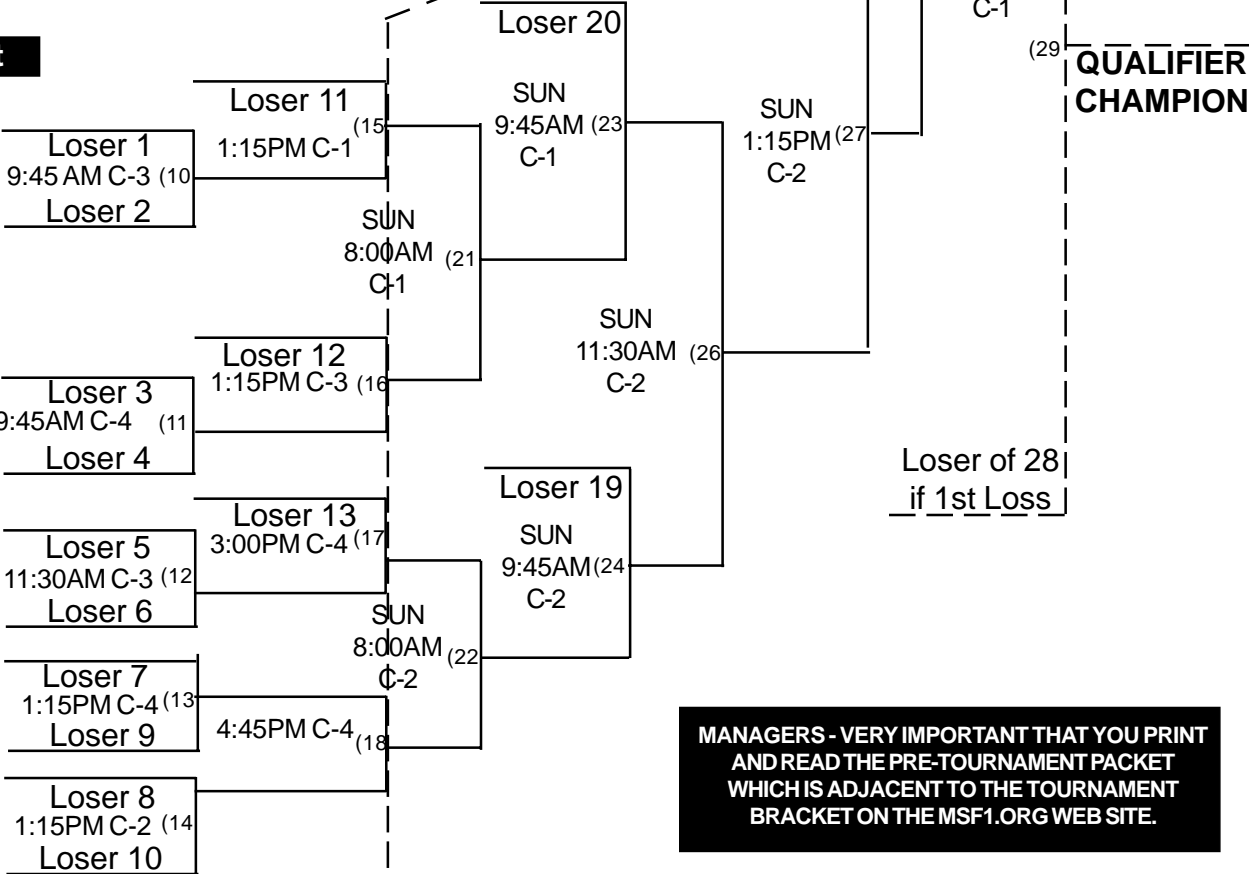 C-1
(29
QUALIFIER
CHAMPION
t
Loser 1
9:45 AM C-3 (10
Loser 2
Loser 11
1:15PM C-1
(15
Loser 3
9:45AM C-4 (11
Loser 4
Loser 12
1:15PM C-3 (16
Loser 5
11:30AM C-3 (12
Loser 6
Loser 13
3:00PM C-4 (17
Loser 7
1:15PM C-4 (13
Loser 9
4:45PM C-4 (18
Loser 8
1:15PM C-2 (14
Loser 10
SUN
8:00AM (21
C-1
SUN
8:00AM (22
C-2
Loser 20
SUN
9:45AM (23
C-1
Loser 19
SUN
9:45AM (24
C-2
SUN
11:30AM (26
C-2
SUN
1:15PM (27
C-2
Loser of 28
if 1st Loss
MANAGERS - VERY IMPORTANT THAT YOU PRINT
AND READ THE PRE-TOURNAMENT PACKET
WHICH IS ADJACENT TO THE TOURNAMENT
BRACKET ON THE MSF1.ORG WEB SITE.